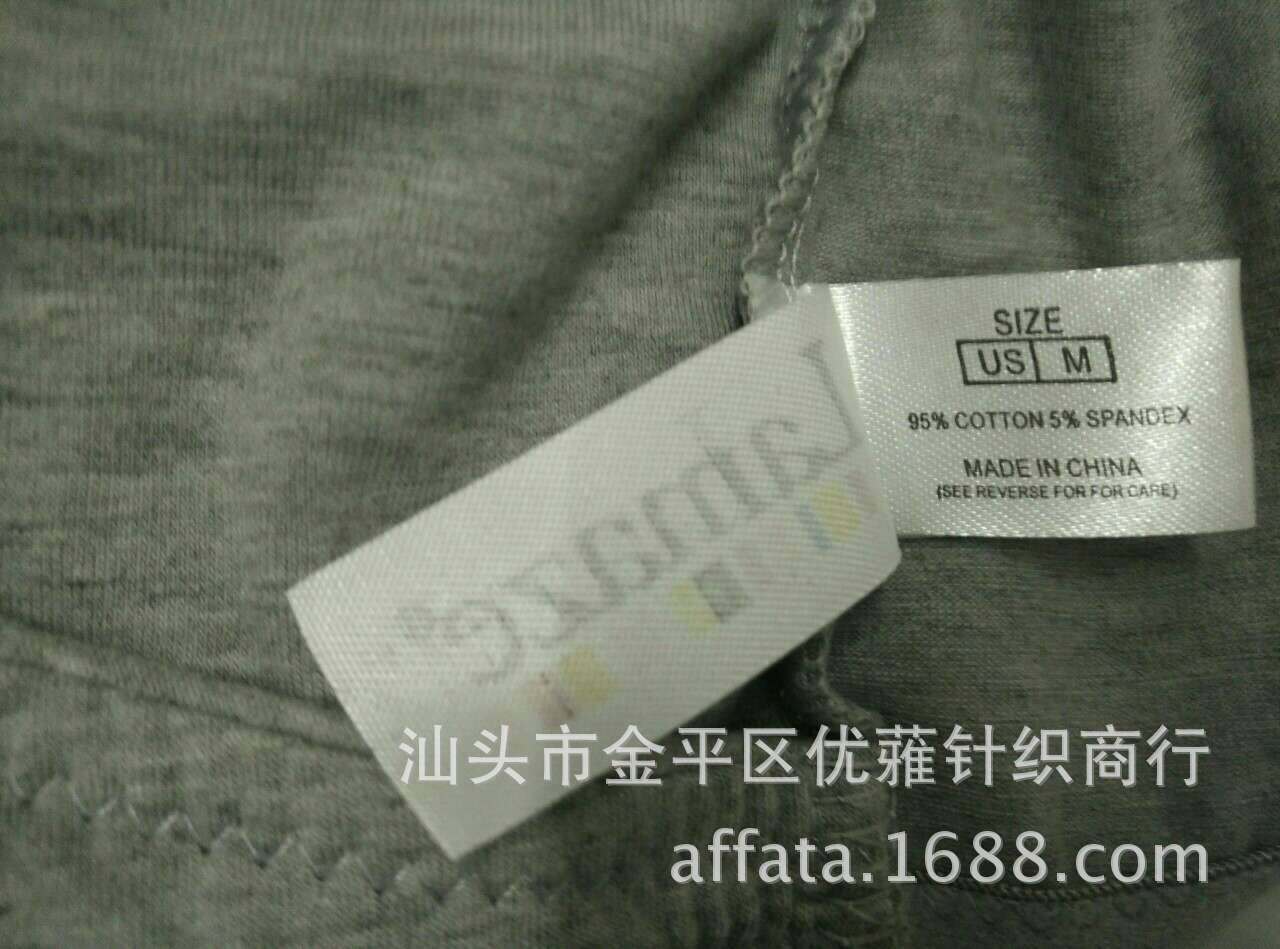 SIZE
US M
95% COTTON 5% SPANDEX
MADE IN CHINA
(SEE REVERSE FOR FOR CARE)
汕头市金平区优蕥针织商行
affata.1688.com